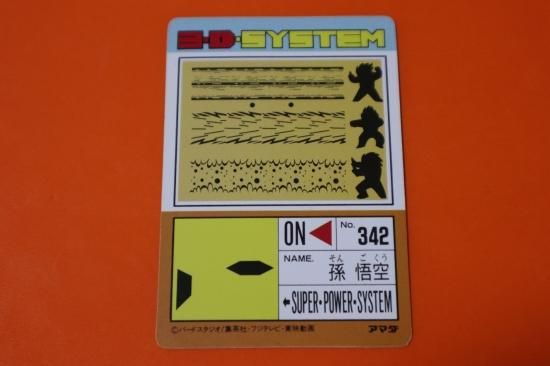 3·D·SYSTEM
ON No. 342
NAME. そん ごくう
孫 悟空
←SUPER·POWER·SYSTEM
©バードスタジオ/集英社・フジテレビ・東映動画 アマダ